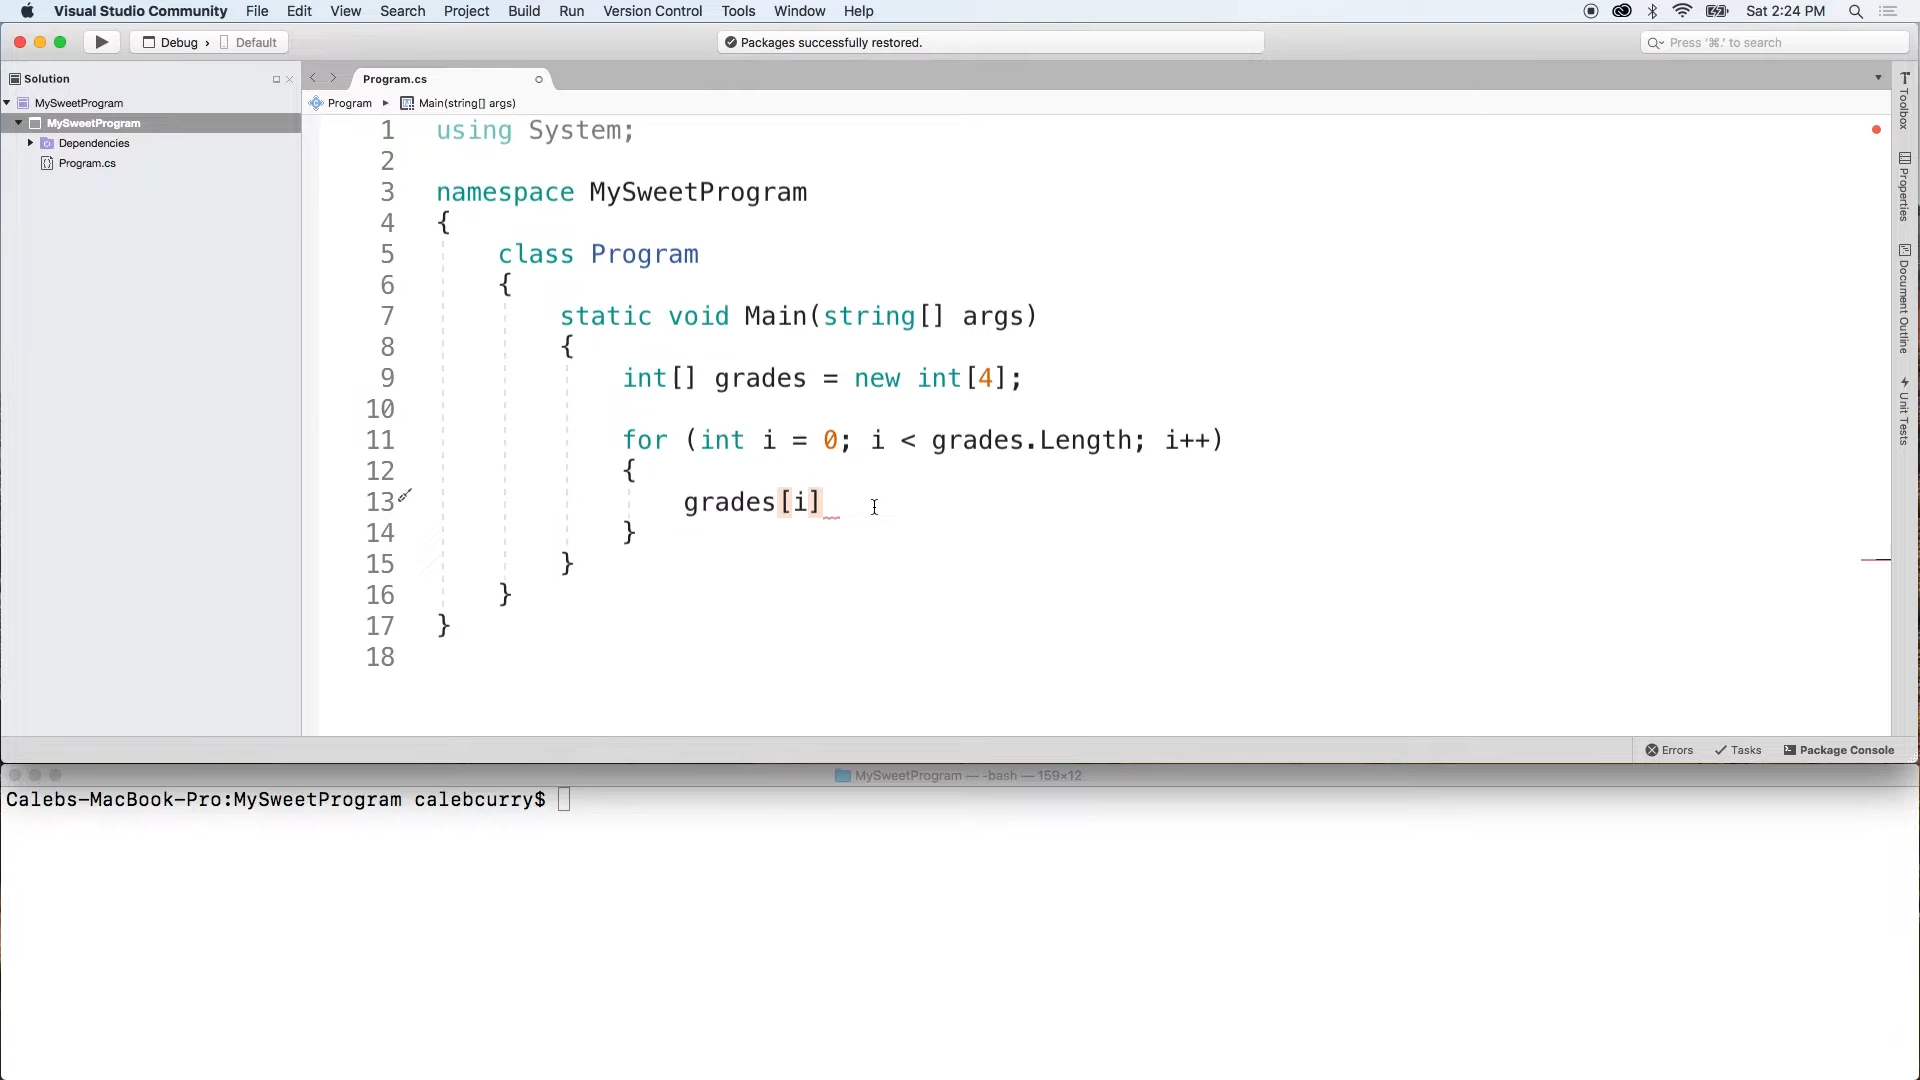 Visual Studio Community File Edit View Search Project Build Run Version Control Tools Window Help Sat 2:24 PM
Debug › Default
Packages successfully restored.
Press '⌘.' to search
Solution
MySweetProgram
MySweetProgram
Dependencies
Program.cs
Program.cs
Program ▸ Main(string[] args)
1 using System;
2
3 namespace MySweetProgram
4 {
5 class Program
6 {
7 static void Main(string[] args)
8 {
9 int[] grades = new int[4];
10
11 for (int i = 0; i < grades.Length; i++)
12 {
13 grades[i]
14 }
15 }
16 }
17 }
18
Toolbox
Properties
Document Outline
Unit Tests
Errors Tasks Package Console
MySweetProgram — -bash — 159×12
Calebs-MacBook-Pro:MySweetProgram calebcurry$